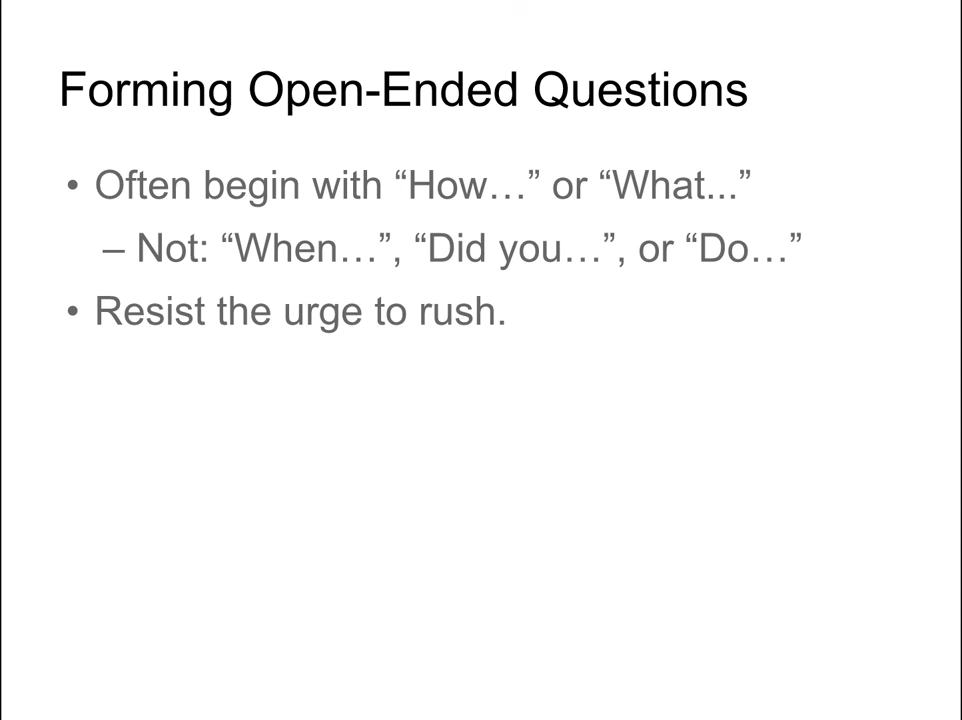 Forming Open-Ended Questions
• Often begin with “How…” or “What...”
– Not: “When…”, “Did you…”, or “Do…”
• Resist the urge to rush.